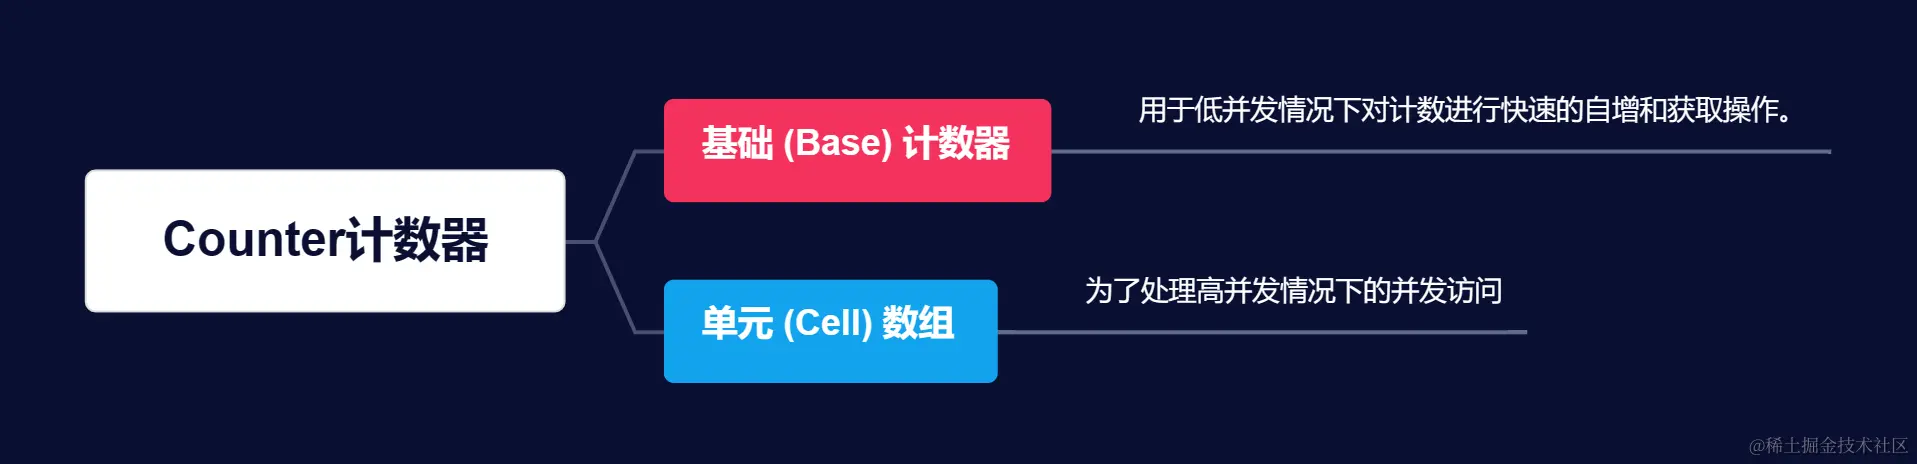 用于低并发情况下对计数进行快速的自增和获取操作。
基础 (Base) 计数器
Counter计数器
为了处理高并发情况下的并发访问
单元 (Cell) 数组
@稀土掘金技术社区